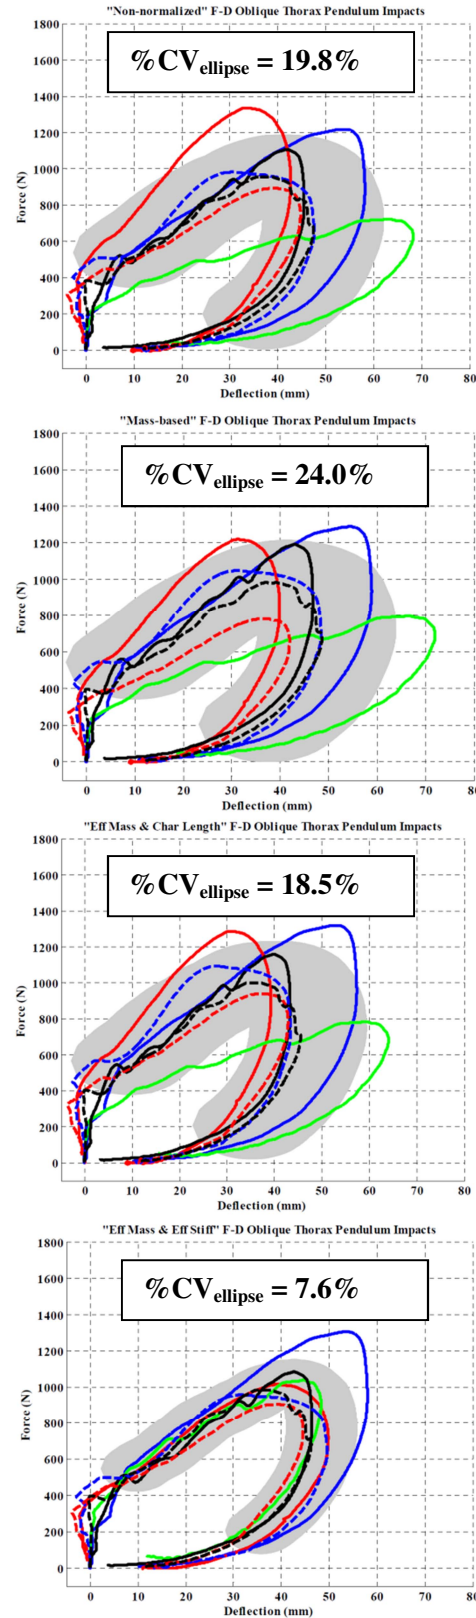 "Non-normalized" F-D Oblique Thorax Pendulum Impacts
%CVellipse = 19.8%
1800
1600
1400
1200
1000
800
600
400
200
0
Force (N)
0 10 20 30 40 50 60 70 80
Deflection (mm)
"Mass-based" F-D Oblique Thorax Pendulum Impacts
%CVellipse = 24.0%
1800
1600
1400
1200
1000
800
600
400
200
0
Force (N)
0 10 20 30 40 50 60 70 80
Deflection (mm)
"Eff Mass & Char Length" F-D Oblique Thorax Pendulum Impacts
%CVellipse = 18.5%
1800
1600
1400
1200
1000
800
600
400
200
0
Force (N)
0 10 20 30 40 50 60 70 80
Deflection (mm)
"Eff Mass & Eff Stiff" F-D Oblique Thorax Pendulum Impacts
%CVellipse = 7.6%
1800
1600
1400
1200
1000
800
600
400
200
0
Force (N)
0 10 20 30 40 50 60 70 80
Deflection (mm)